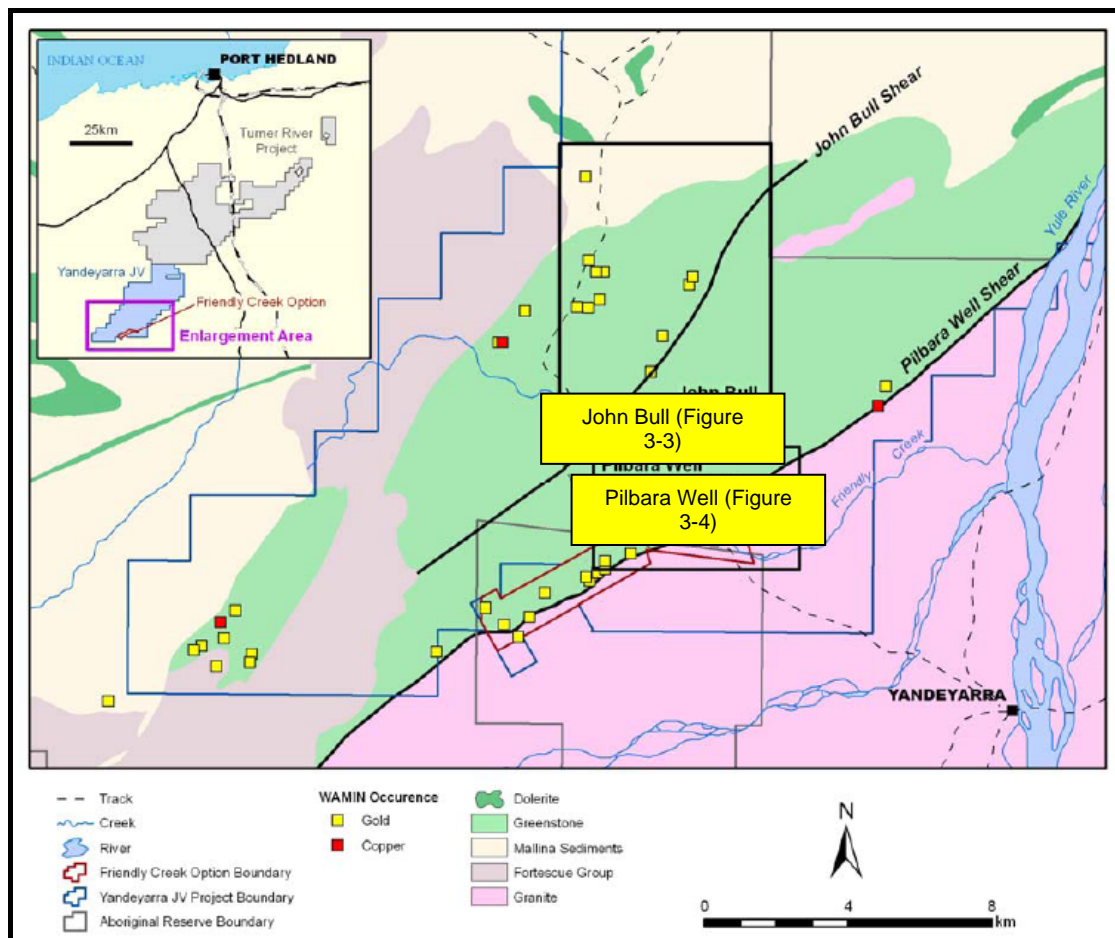 INDIAN OCEAN
PORT HEDLAND
25km
Turner River
Project
Yandeyarra JV
Friendly Creek Option
Enlargement Area
John Bull Shear
Yule River
Pilbara Well Shear
John Bull
John Bull (Figure
3-3)
Pilbara Well
Pilbara Well (Figure
3-4)
Friendly Creek
YANDEYARRA
Track
Creek
River
Friendly Creek Option Boundary
Yandeyarra JV Project Boundary
Aboriginal Reserve Boundary
WAMIN Occurence
Gold
Copper
Dolerite
Greenstone
Mallina Sediments
Fortescue Group
Granite
N
0 4 8
km